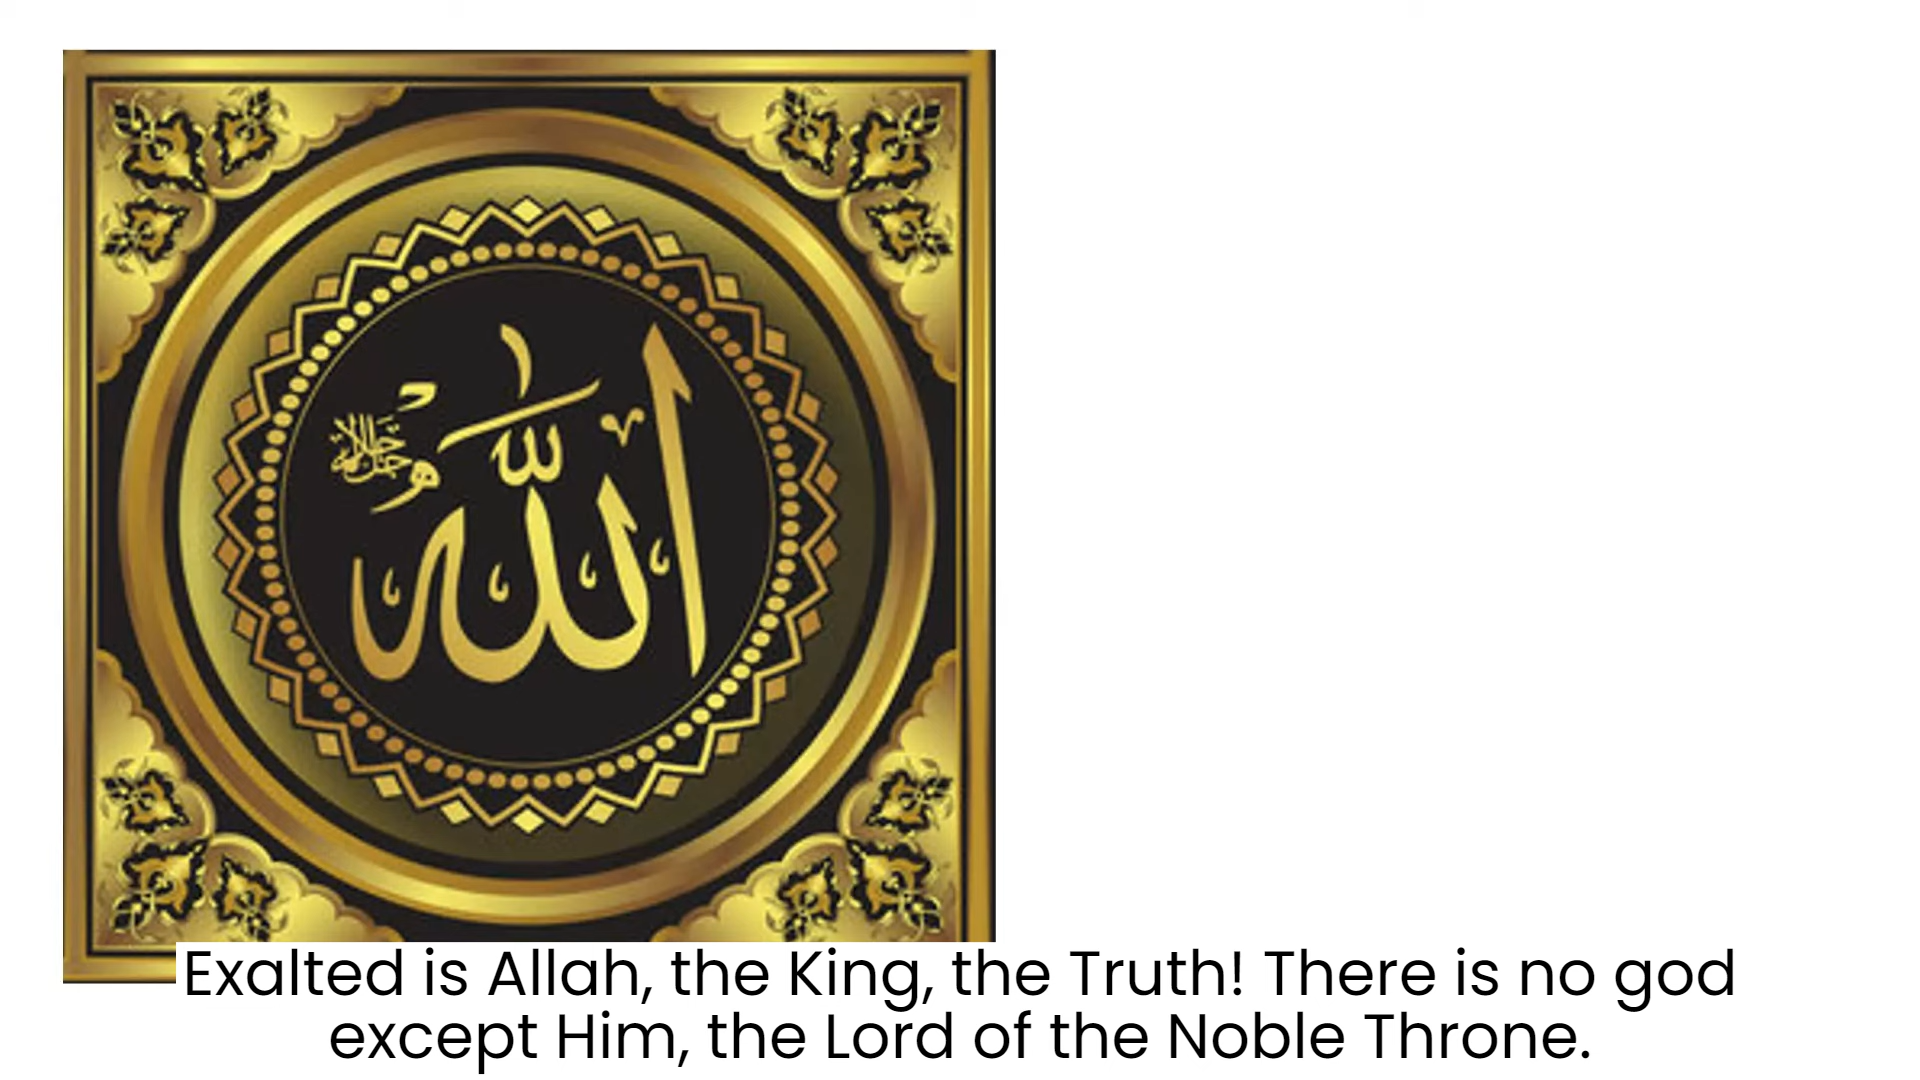 الله
جل جلاله
Exalted is Allah, the King, the Truth! There is no god
except Him, the Lord of the Noble Throne.